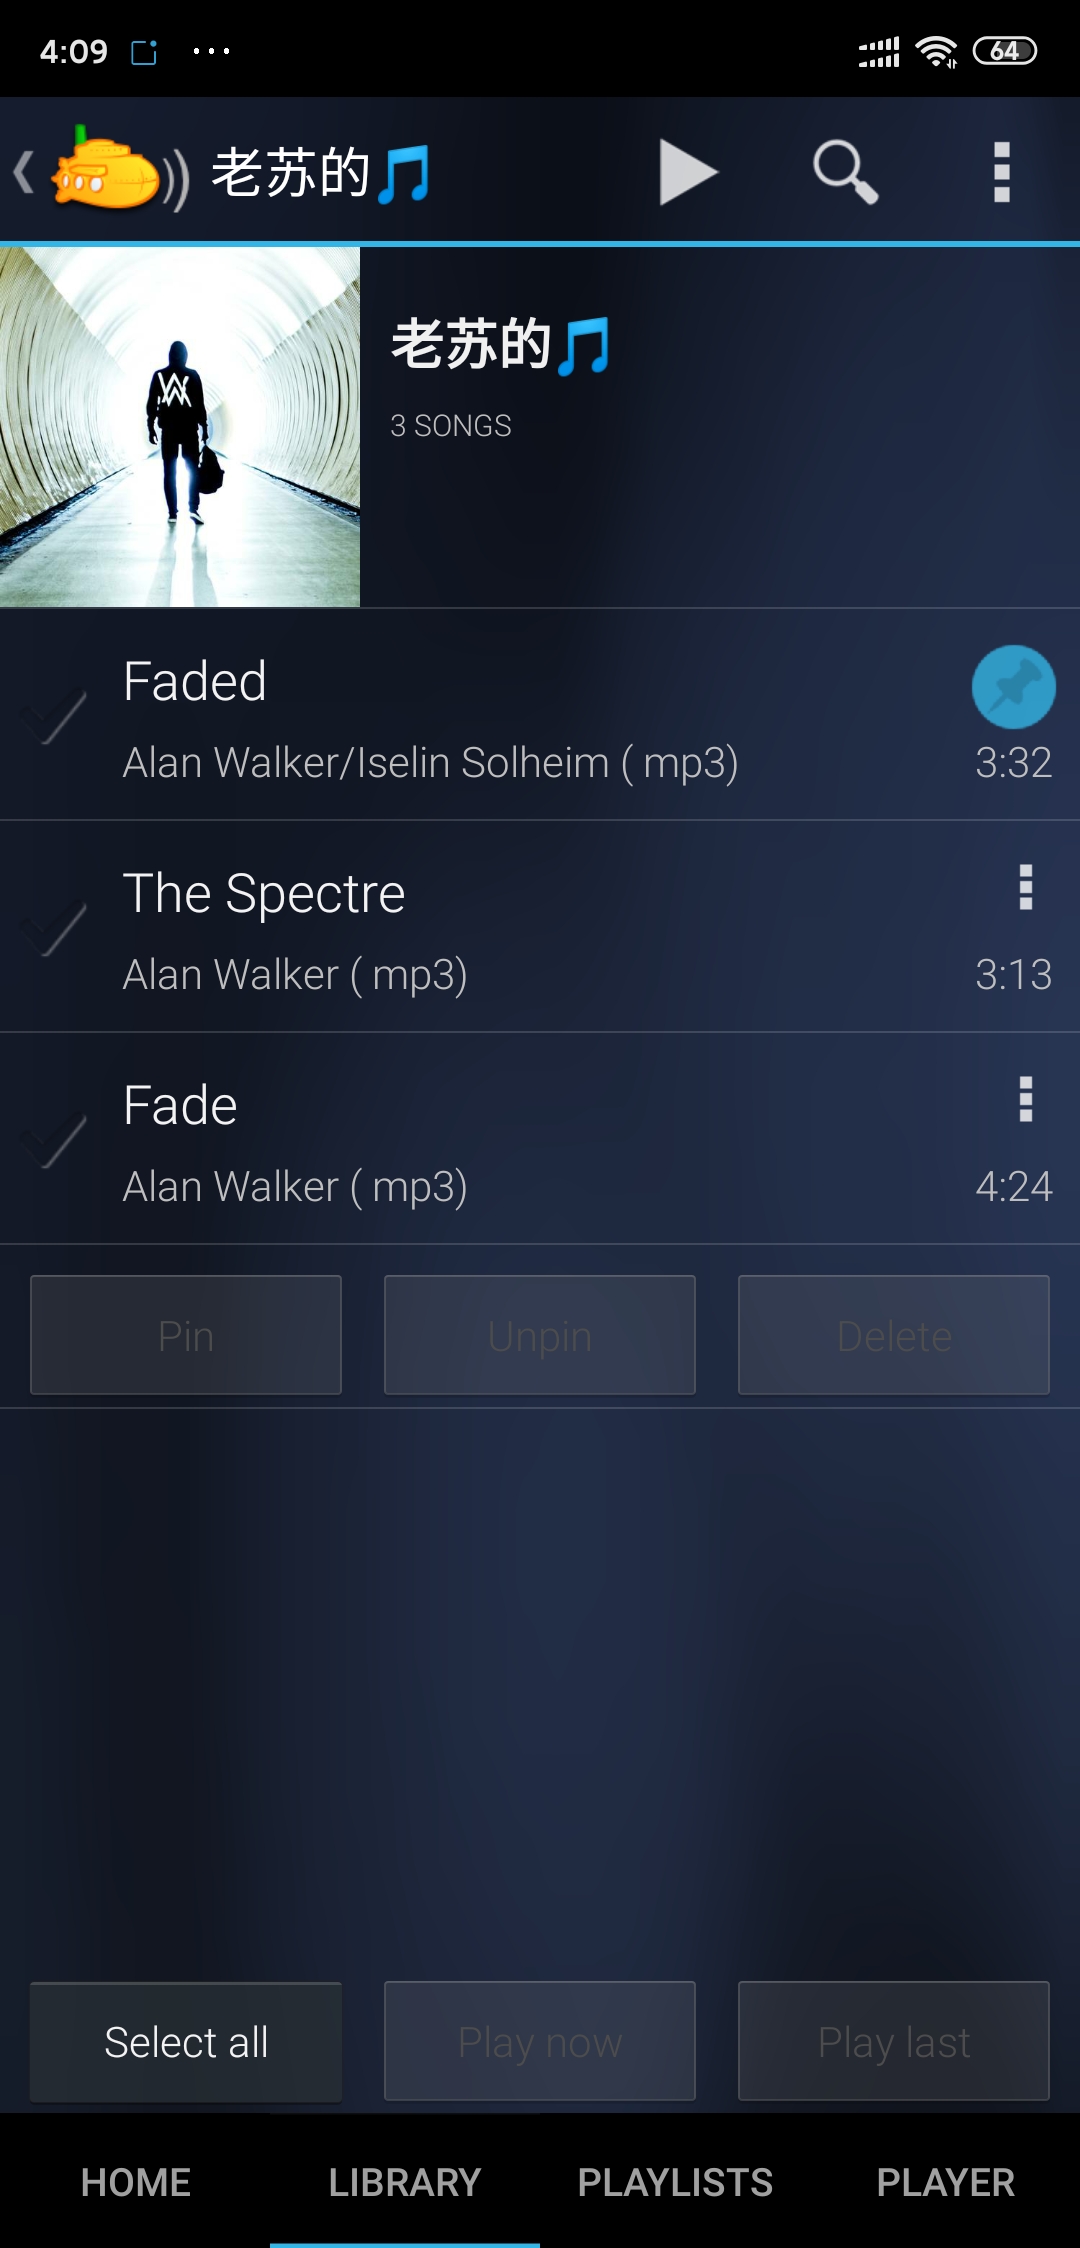 4:09
64
老苏的🎵
老苏的🎵
3 SONGS
Faded
Alan Walker/Iselin Solheim ( mp3)
3:32
The Spectre
Alan Walker ( mp3)
3:13
Fade
Alan Walker ( mp3)
4:24
Pin Unpin Delete
Select all Play now Play last
HOME LIBRARY PLAYLISTS PLAYER